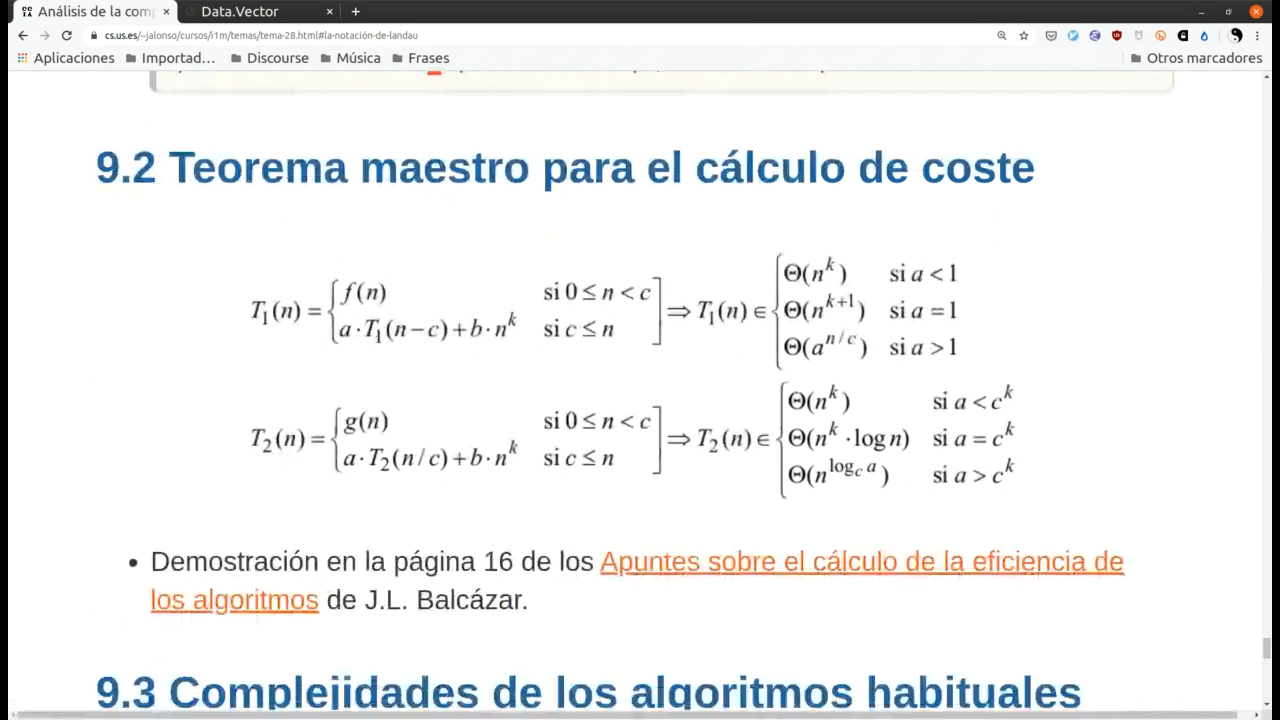 Análisis de la comp
Data.Vector
cs.us.es/~jalonso/cursos/i1m/temas/tema-28.html#la-notación-de-landau
Aplicaciones Importad… Discourse Música Frases Otros marcadores
9.2 Teorema maestro para el cálculo de coste
T₁(n) = { f(n) si 0 ≤ n < c
a·T₁(n−c)+b·n^k si c ≤ n ] ⇒ T₁(n) ∈ { Θ(n^k) si a < 1
Θ(n^{k+1}) si a = 1
Θ(a^{n/c}) si a > 1
T₂(n) = { g(n) si 0 ≤ n < c
a·T₂(n/c)+b·n^k si c ≤ n ] ⇒ T₂(n) ∈ { Θ(n^k) si a < c^k
Θ(n^k·log n) si a = c^k
Θ(n^{log_c a}) si a > c^k
• Demostración en la página 16 de los Apuntes sobre el cálculo de la eficiencia de
los algoritmos de J.L. Balcázar.
9.3 Complejidades de los algoritmos habituales